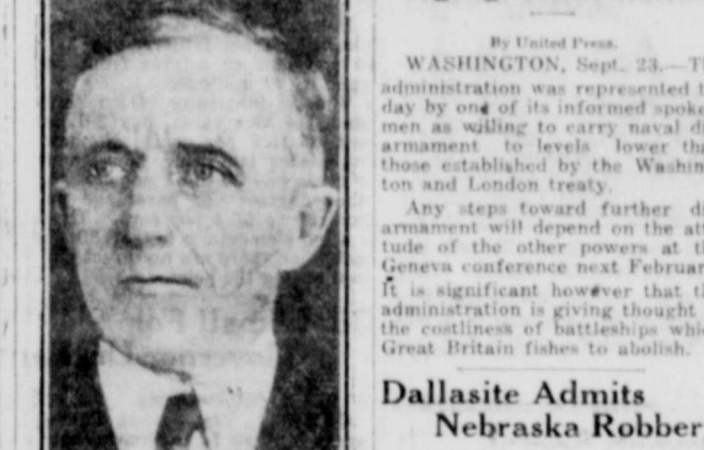 By United Press.
WASHINGTON, Sept. 23.—T
administration was represented t
day by one of its informed spoke
men as willing to carry naval di
armament to levels lower tha
those established by the Washin
ton and London treaty.
Any steps toward further di
armament will depend on the att
tude of the other powers at t
Geneva conference next Februar
It is significant however that t
administration is giving thought
the costliness of battleships whi
Great Britain fishes to abolish.
Dallasite Admits
Nebraska Robber